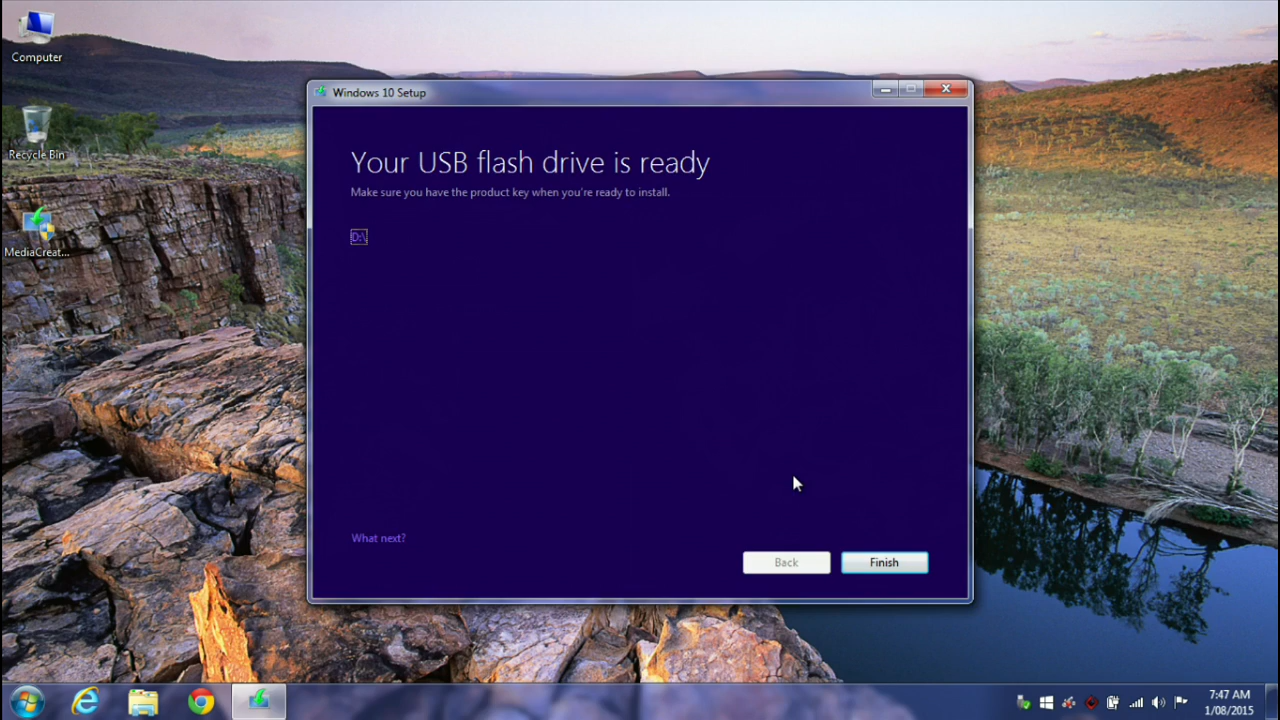 Computer
Recycle Bin
MediaCreat...
Windows 10 Setup
Your USB flash drive is ready
Make sure you have the product key when you're ready to install.
D:\
What next?
Back
Finish
7:47 AM
1/08/2015